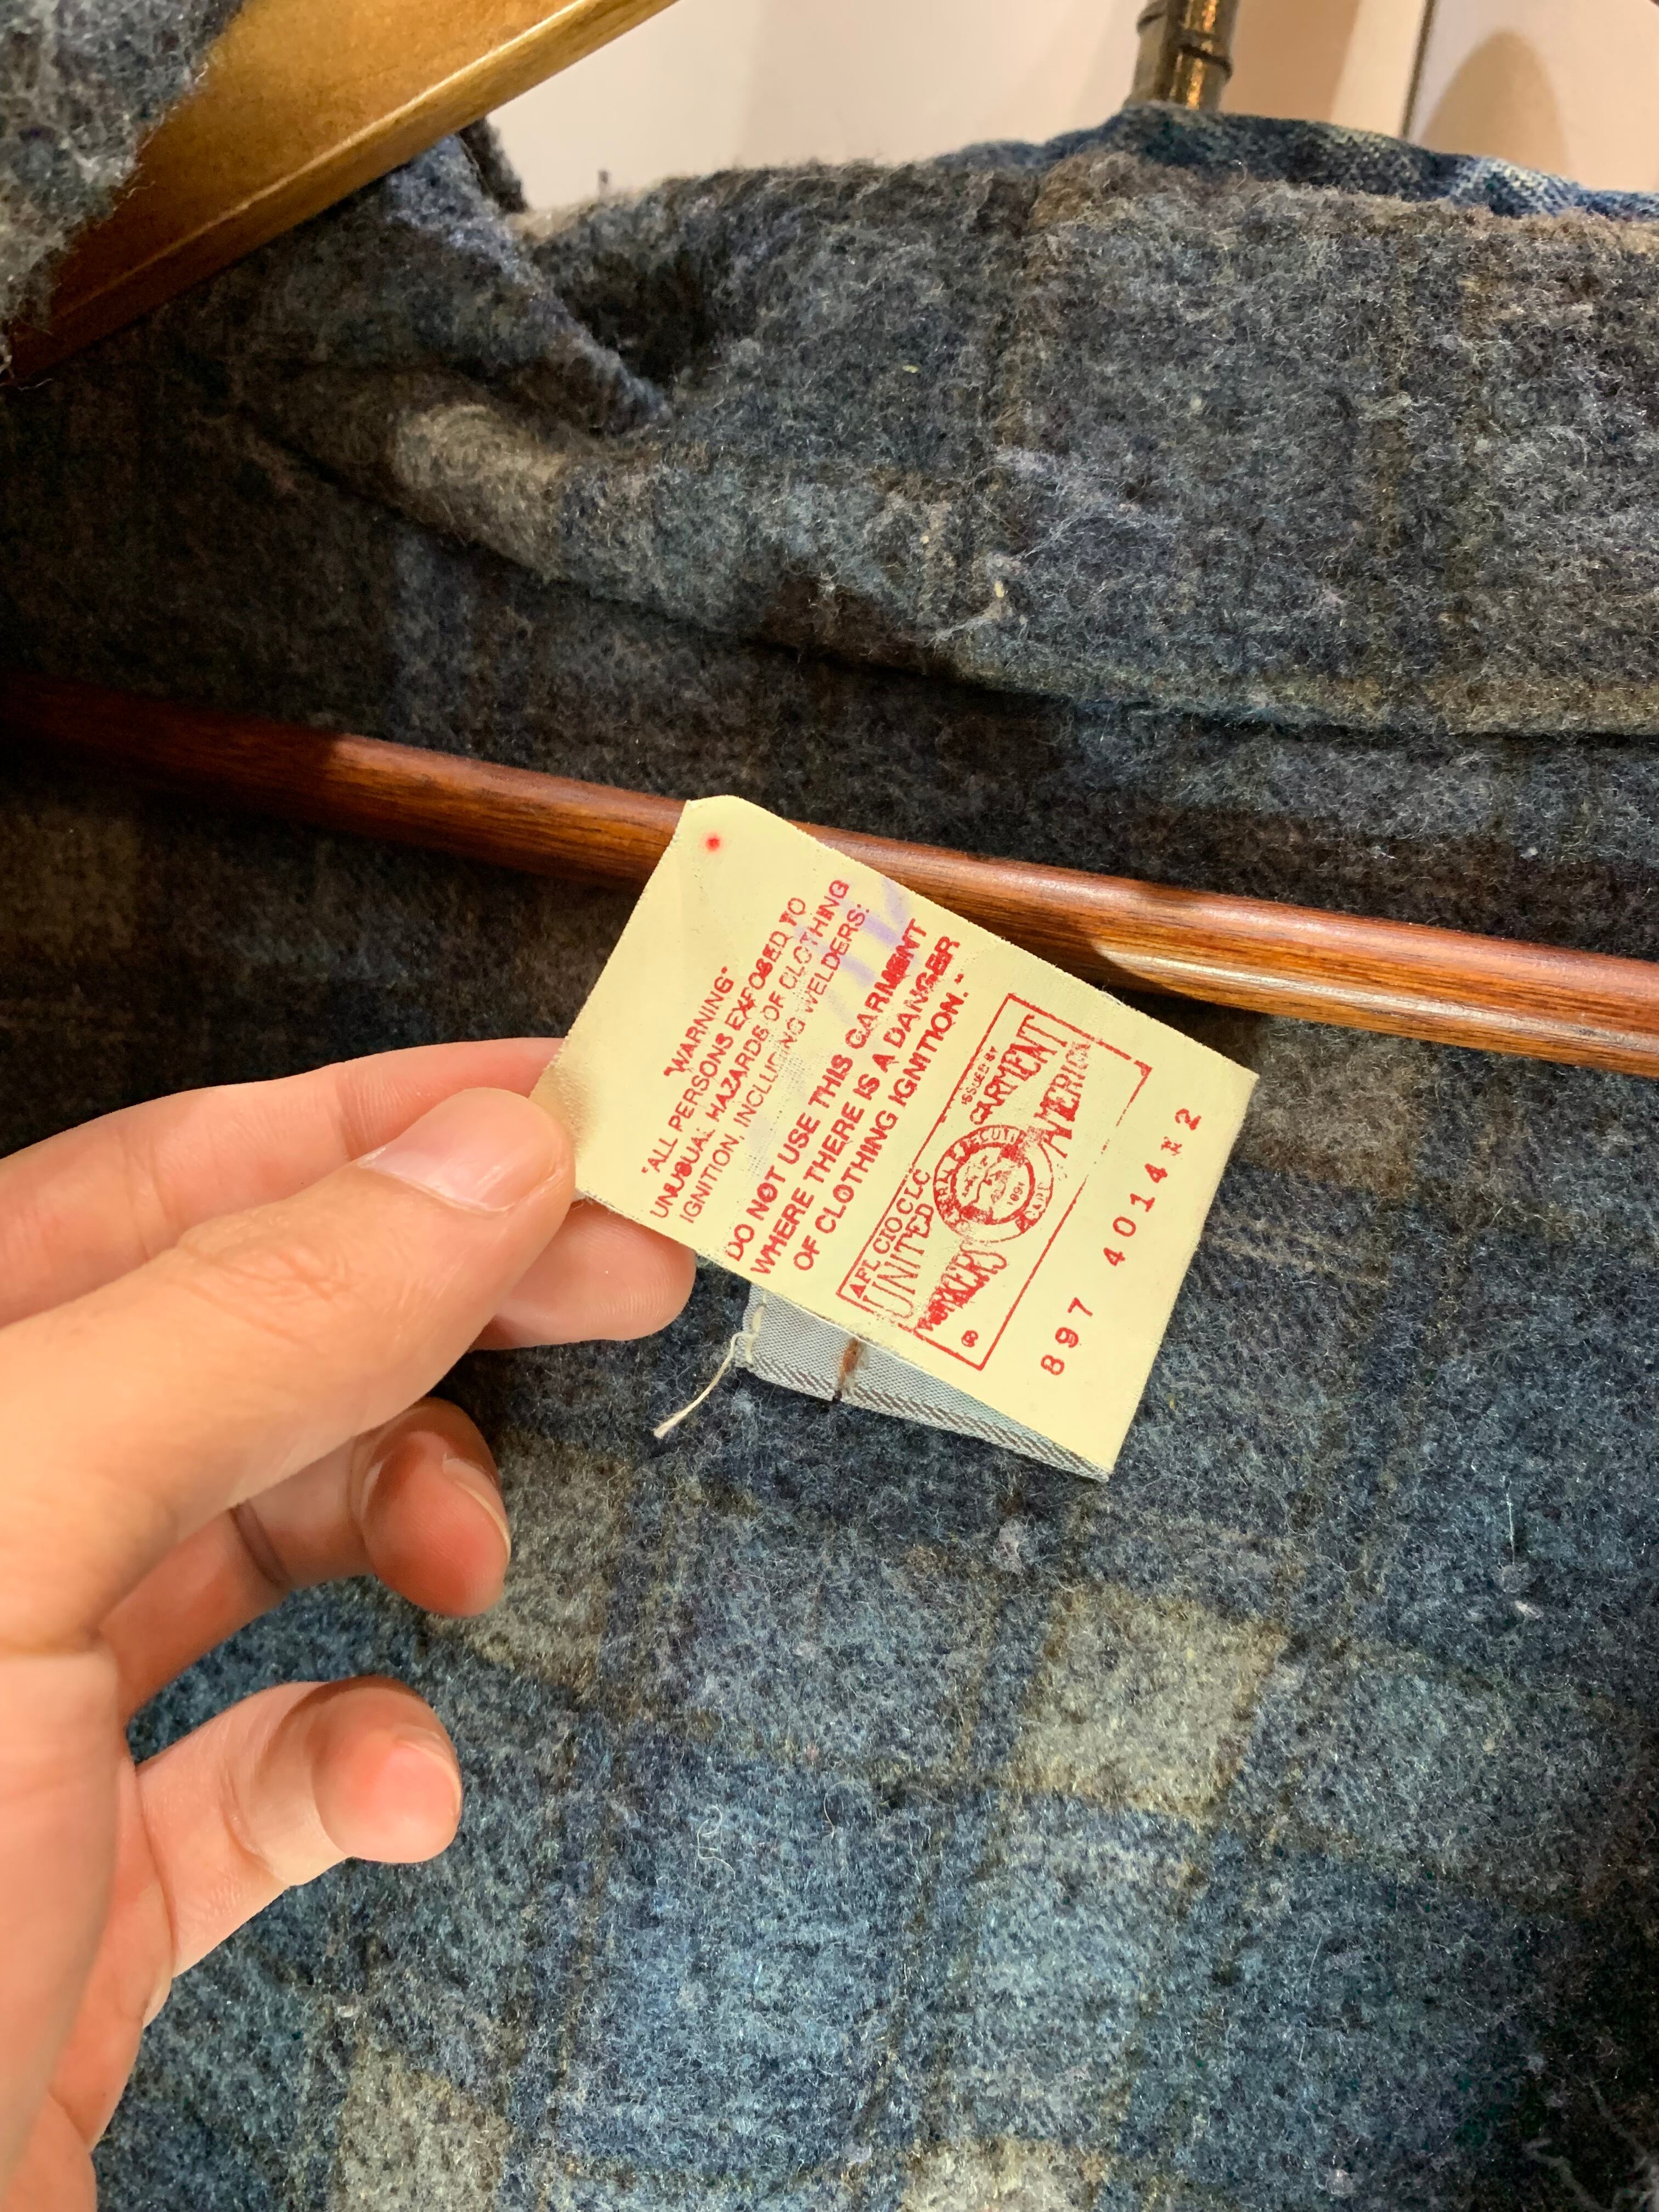 "WARNING"
"ALL PERSONS EXPOSED TO
UNUSUAL HAZARDS OF CLOTHING
IGNITION, INCLUDING WELDERS:
DO NOT USE THIS GARMENT
WHERE THERE IS A DANGER
OF CLOTHING IGNITION."
ISSUED BY
AFL CIO CLC
UNITED GARMENT
WORKERS AMERICA
1891
®
897 4014 2